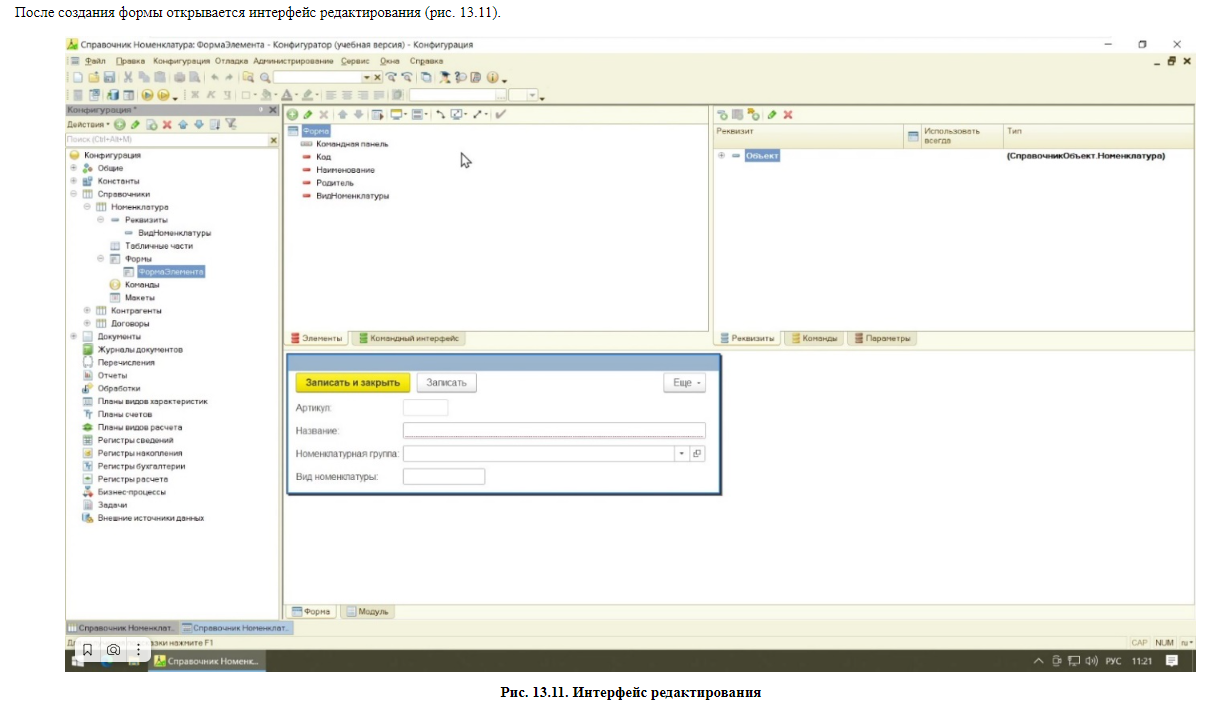 После создания формы открывается интерфейс редактирования (рис. 13.11).
Справочник Номенклатура: ФормаЭлемента - Конфигуратор (учебная версия) - Конфигурация
Файл Правка Конфигурация Отладка Администрирование Сервис Окна Справка
Конфигурация *
Действия
Поиск (Ctrl+Alt+M)
Конфигурация
Общие
Константы
Справочники
Номенклатура
Реквизиты
ВидНоменклатуры
Табличные части
Формы
ФормаЭлемента
Команды
Макеты
Контрагенты
Договоры
Документы
Журналы документов
Перечисления
Отчеты
Обработки
Планы видов характеристик
Планы счетов
Планы видов расчета
Регистры сведений
Регистры накопления
Регистры бухгалтерии
Регистры расчета
Бизнес-процессы
Задачи
Внешние источники данных
Форма
Командная панель
Код
Наименование
Родитель
ВидНоменклатуры
Элементы Командный интерфейс
Реквизит Использовать всегда Тип
Объект (СправочникОбъект.Номенклатура)
Реквизиты Команды Параметры
Записать и закрыть Записать Еще
Артикул:
Название:
Номенклатурная группа:
Вид номенклатуры:
Форма Модуль
Справочник Номенклат... Справочник Номенклат...
нажмите F1 CAP NUM ru
Справочник Номенк... РУС 11:21
Рис. 13.11. Интерфейс редактирования